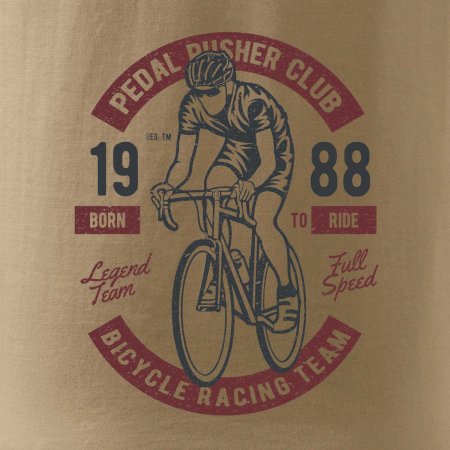 PEDAL PUSHER CLUB
REG. TM
19 88
BORN TO RIDE
Legend Team
Full Speed
BICYCLE RACING TEAM